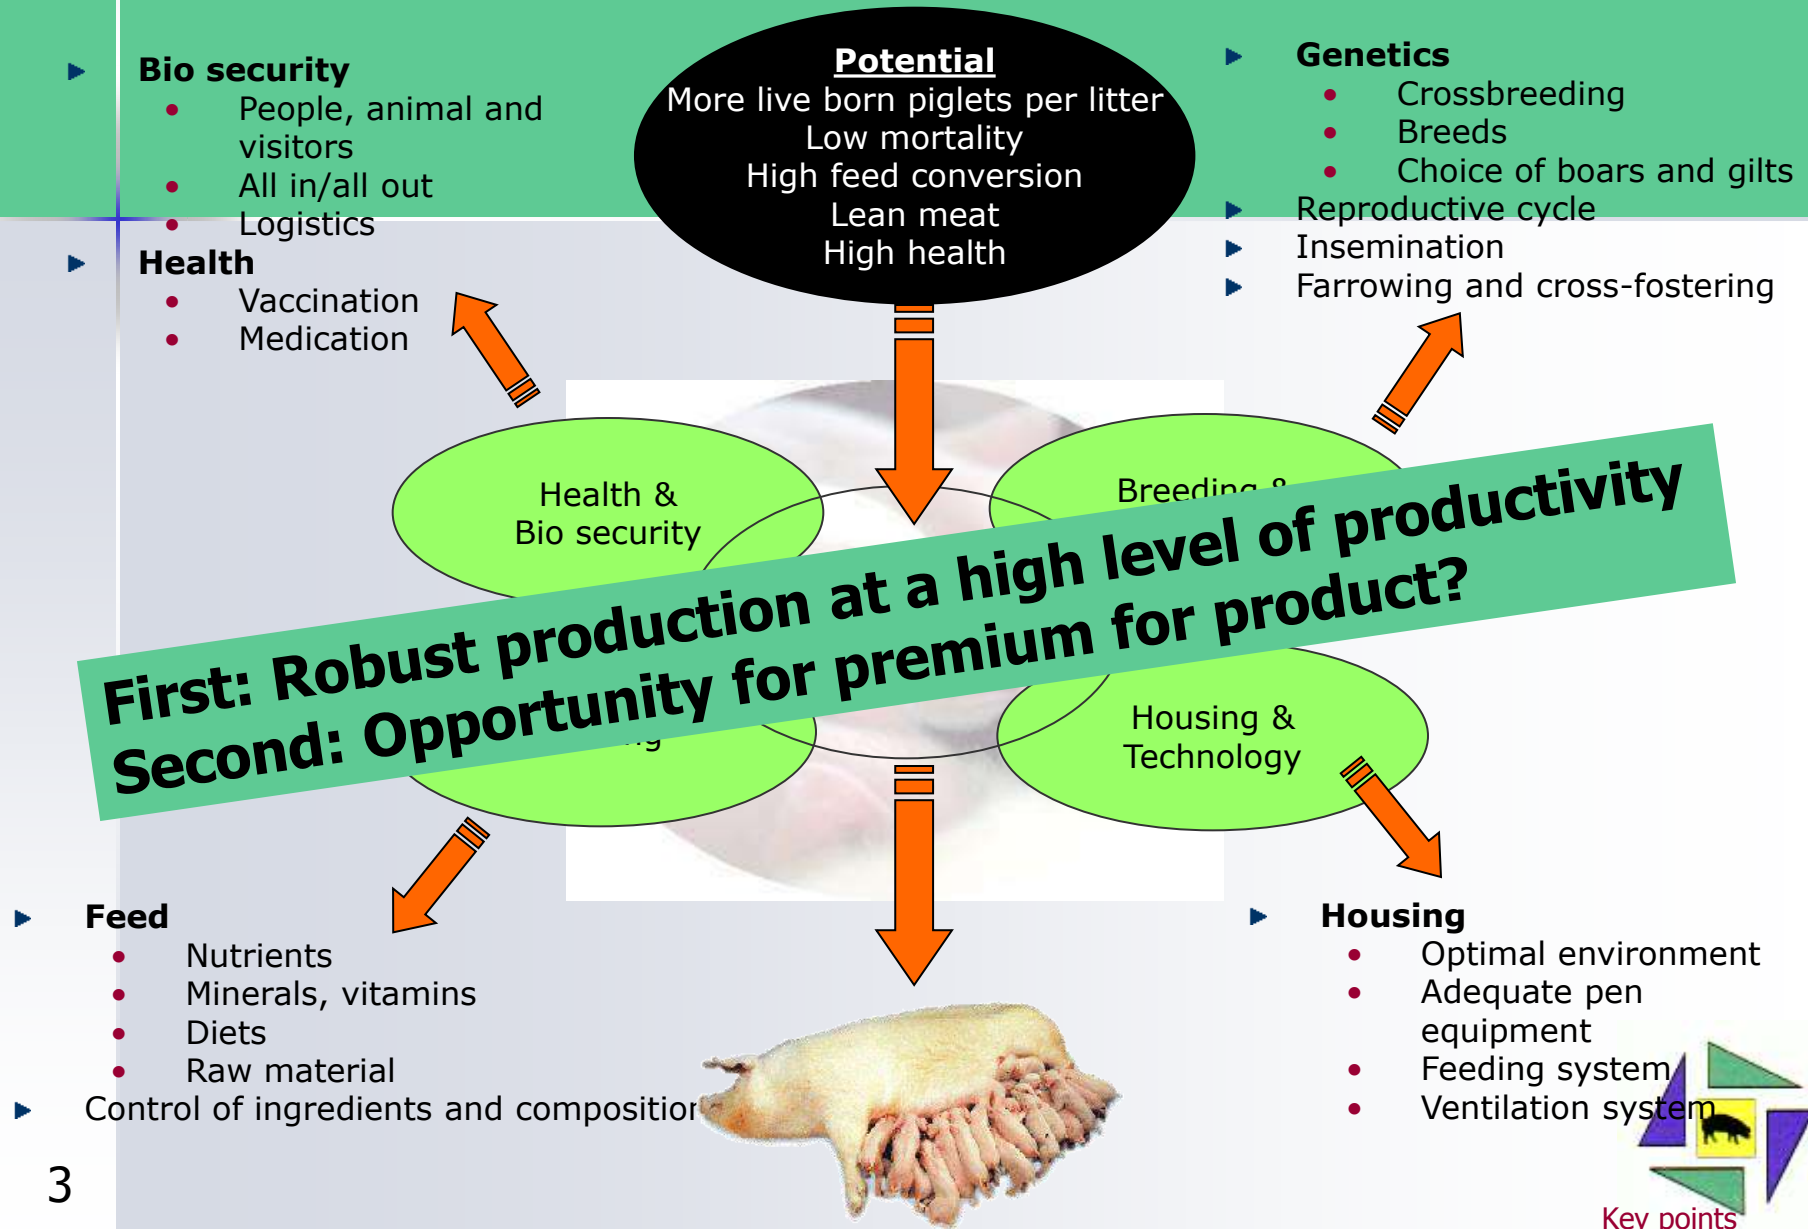 Bio security
People, animal and
visitors
All in/all out
Logistics
Health
Vaccination
Medication
Potential
More live born piglets per litter
Low mortality
High feed conversion
Lean meat
High health
Genetics
Crossbreeding
Breeds
Choice of boars and gilts
Reproductive cycle
Insemination
Farrowing and cross-fostering
Health &
Bio security
Breeding &
First: Robust production at a high level of productivity
Second: Opportunity for premium for product?
Housing &
Technology
Feed
Nutrients
Minerals, vitamins
Diets
Raw material
Control of ingredients and composition
Housing
Optimal environment
Adequate pen
equipment
Feeding system
Ventilation system
3
Key points